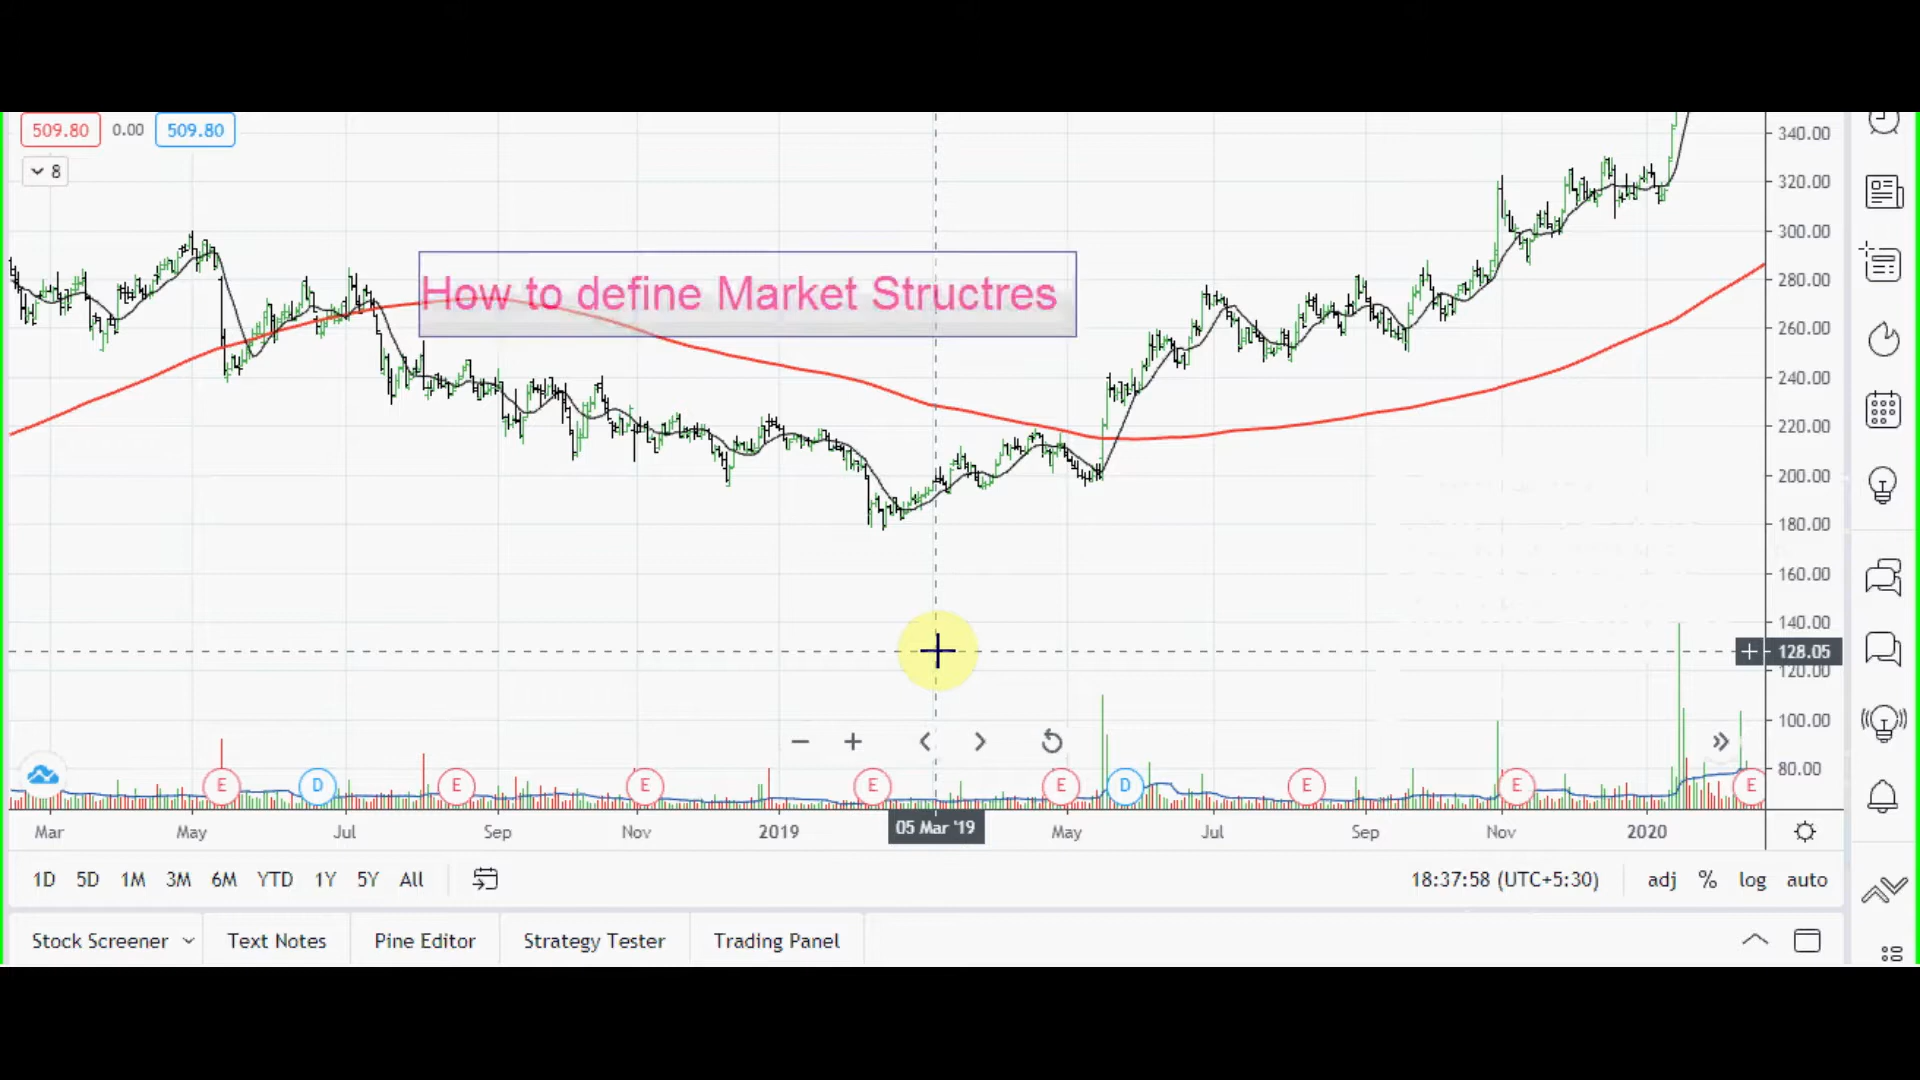 509.80 0.00 509.80
8
How to define Market Structres
340.00
320.00
300.00
280.00
260.00
240.00
220.00
200.00
180.00
160.00
140.00
128.05
120.00
100.00
80.00
E D E E E E D E E E
Mar May Jul Sep Nov 2019 05 Mar '19 May Jul Sep Nov 2020
1D 5D 1M 3M 6M YTD 1Y 5Y All 18:37:58 (UTC+5:30) adj % log auto
Stock Screener Text Notes Pine Editor Strategy Tester Trading Panel